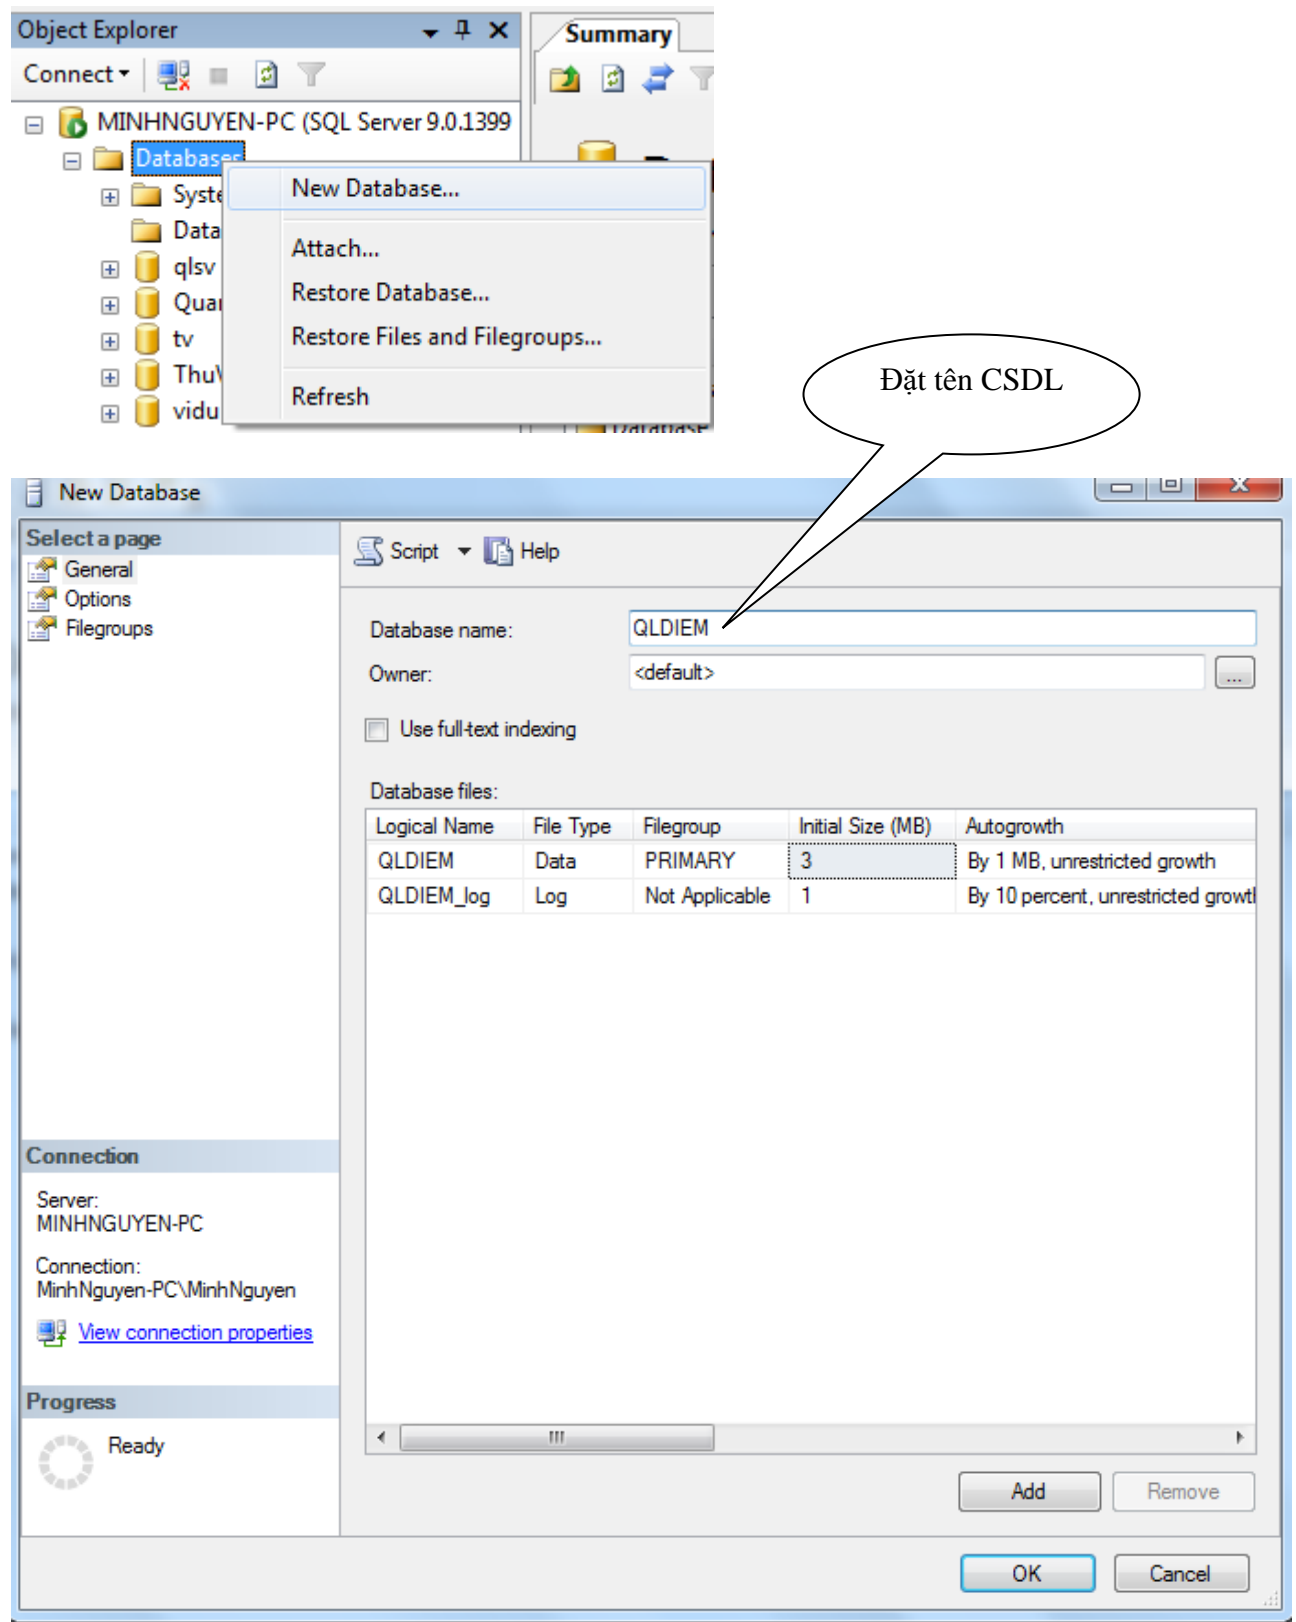 Object Explorer
Summary
Connect
MINHNGUYEN-PC (SQL Server 9.0.1399
Databases
New Database...
Attach...
qlsv
Restore Database...
tv
Restore Files and Filegroups...
Refresh
vidu
Database
Đặt tên CSDL
New Database
Select a page
Script
Help
General
Options
Filegroups
Database name:
QLDIEM
Owner:
<default>
...
Use full-text indexing
Database files:
Logical Name File Type Filegroup Initial Size (MB) Autogrowth
QLDIEM Data PRIMARY 3 By 1 MB, unrestricted growth
QLDIEM_log Log Not Applicable 1 By 10 percent, unrestricted growth
Connection
Server:
MINHNGUYEN-PC
Connection:
MinhNguyen-PC\MinhNguyen
View connection properties
Progress
Ready
Add
Remove
OK
Cancel